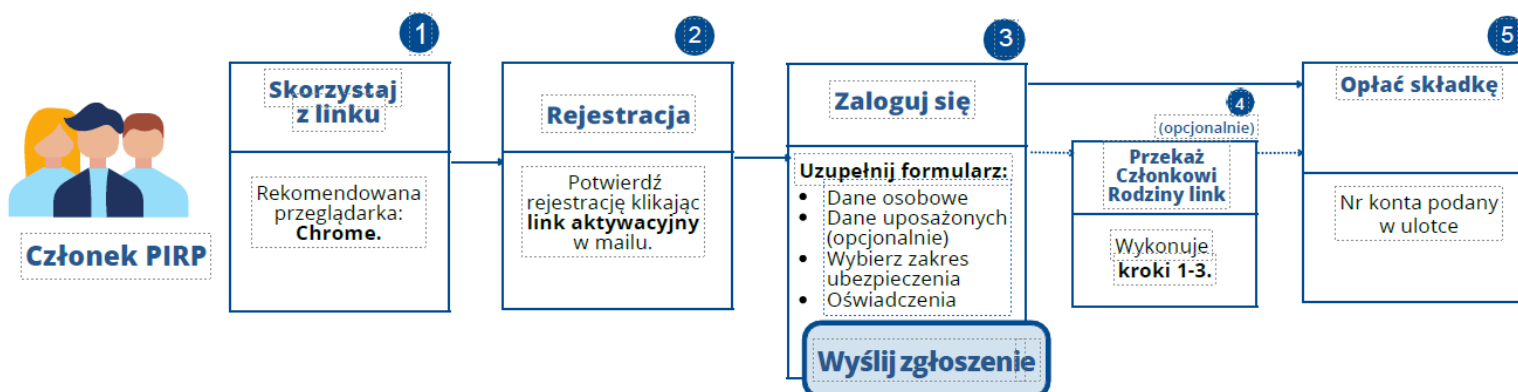 Członek PIRP
1
Skorzystaj
z linku
Rekomendowana
przeglądarka:
Chrome.
2
Rejestracja
Potwierdź
rejestrację klikając
link aktywacyjny
w mailu.
3
Zaloguj się
Uzupełnij formularz:
• Dane osobowe
• Dane uposażonych
(opcjonalnie)
• Wybierz zakres
ubezpieczenia
• Oświadczenia
Wyślij zgłoszenie
4
(opcjonalnie)
Przekaż
Członkowi
Rodziny link
Wykonuje
kroki 1-3.
5
Opłać składkę
Nr konta podany
w ulotce